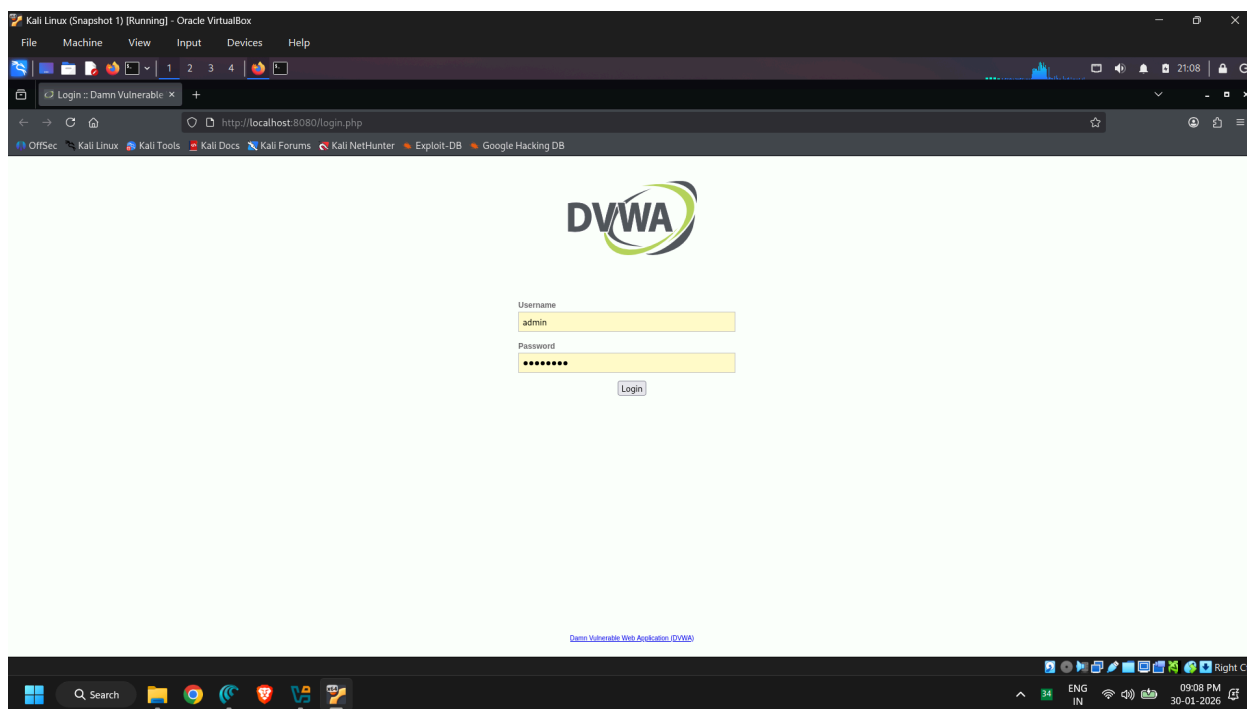 Kali Linux (Snapshot 1) [Running] - Oracle VirtualBox
File Machine View Input Devices Help
1 2 3 4 21:08
Login :: Damn Vulnerable
http://localhost:8080/login.php
OffSec Kali Linux Kali Tools Kali Docs Kali Forums Kali NetHunter Exploit-DB Google Hacking DB
DVWA
Username
admin
Password
Login
Damn Vulnerable Web Application (DVWA)
Right C
Search
34
ENG
IN
09:08 PM
30-01-2026